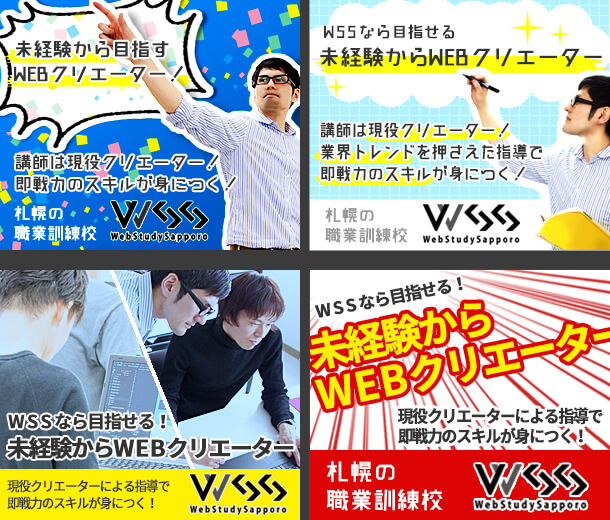 未経験から目指す
WEBクリエーター！
講師は現役クリエーター！
即戦力のスキルが身につく！
札幌の
職業訓練校
WSS
WebStudySapporo
WSSなら目指せる
未経験からWEBクリエーター
講師は現役クリエーター！
業界トレンドを押さえた指導で
即戦力のスキルが身につく！
札幌の
職業訓練校
WSS
WebStudySapporo
WSSなら目指せる！
未経験からWEBクリエーター
現役クリエーターによる指導で
即戦力のスキルが身につく！
WSS
WebStudySapporo
WSSなら目指せる！
未経験から
WEBクリエーター
現役クリエーターによる指導で
即戦力のスキルが身につく！
札幌の
職業訓練校
WSS
WebStudySapporo